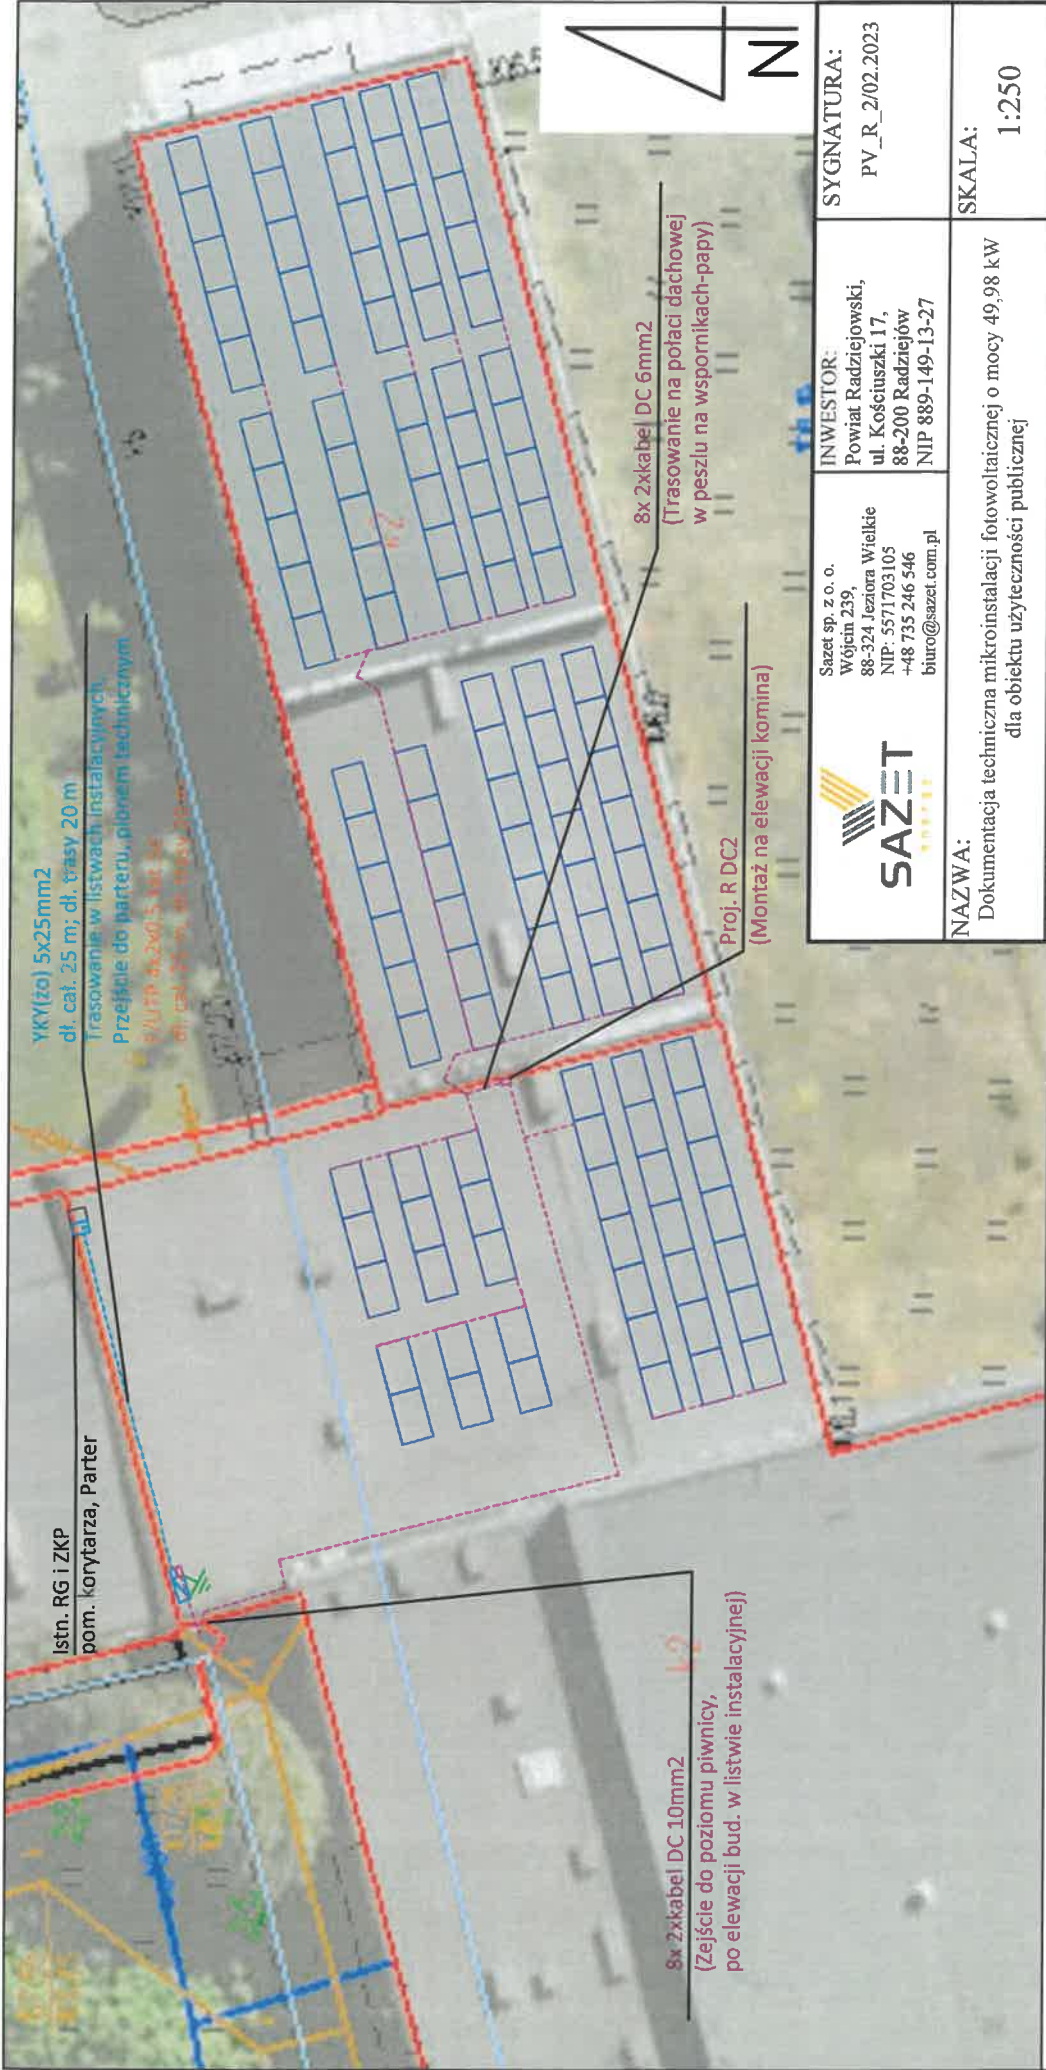 Istn. RG i ZKP
pom. korytarza, Parter
YKY(żo) 5x25mm2
dł. cał. 25 m; dł. trasy 20 m
Trasowanie w listwach instalacyjnych,
Przejście do parteru, pionem technicznym
8x 2xkabel DC 10mm2
(Zejście do poziomu piwnicy,
po elewacji bud. w listwie instalacyjnej)
Proj. R DC2
(Montaż na elewacji komina)
8x 2xkabel DC 6mm2
(Trasowanie na połaci dachowej
w peszlu na wspornikach-papy)
N
SAZET
Sazet sp. z o. o.
Wójcin 239,
88-324 Jeziora Wielkie
NIP: 5571703105
+48 735 246 546
biuro@sazet.com.pl
INWESTOR:
Powiat Radziejowski,
ul. Kościuszki 17,
88-200 Radziejów
NIP 889-149-13-27
SYGNATURA:
PV_R_2/02.2023
NAZWA:
Dokumentacja techniczna mikroinstalacji fotowoltaicznej o mocy 49,98 kW
dla obiektu użyteczności publicznej
SKALA:
1:250